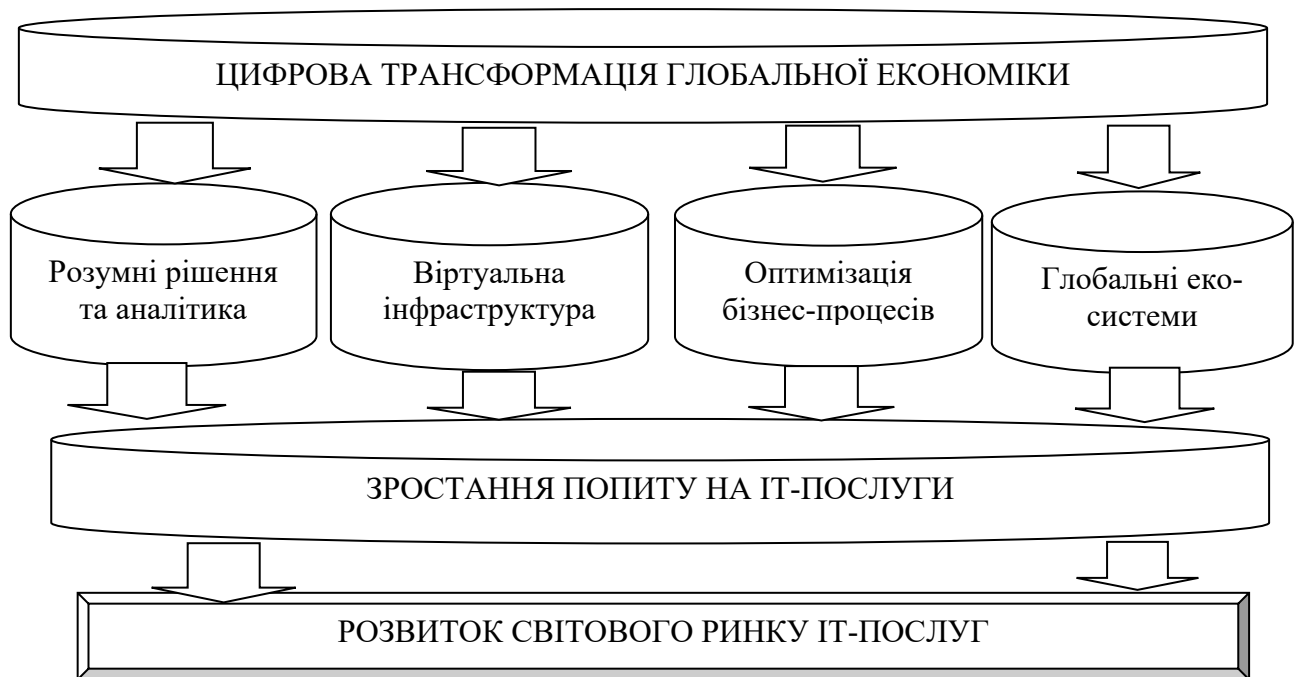 ЦИФРОВА ТРАНСФОРМАЦІЯ ГЛОБАЛЬНОЇ ЕКОНОМІКИ
Розумні рішення
та аналітика
Віртуальна
інфраструктура
Оптимізація
бізнес-процесів
Глобальні еко-
системи
ЗРОСТАННЯ ПОПИТУ НА ІТ-ПОСЛУГИ
РОЗВИТОК СВІТОВОГО РИНКУ ІТ-ПОСЛУГ